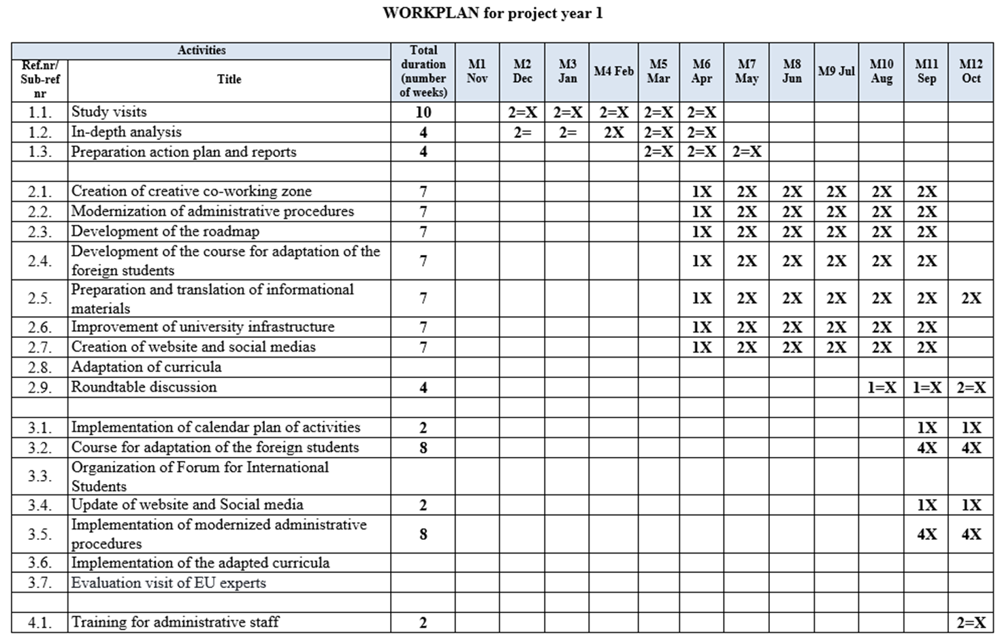 WORKPLAN for project year 1
Activities
Total duration (number of weeks)
M1 Nov
M2 Dec
M3 Jan
M4 Feb
M5 Mar
M6 Apr
M7 May
M8 Jun
M9 Jul
M10 Aug
M11 Sep
M12 Oct
Ref.nr/ Sub-ref nr
Title
1.1. Study visits 10 2=X 2=X 2=X 2=X 2=X
1.2. In-depth analysis 4 2= 2= 2X 2=X 2=X
1.3. Preparation action plan and reports 4 2=X 2=X 2=X
2.1. Creation of creative co-working zone 7 1X 2X 2X 2X 2X 2X
2.2. Modernization of administrative procedures 7 1X 2X 2X 2X 2X 2X
2.3. Development of the roadmap 7 1X 2X 2X 2X 2X 2X
2.4. Development of the course for adaptation of the foreign students 7 1X 2X 2X 2X 2X 2X
2.5. Preparation and translation of informational materials 7 1X 2X 2X 2X 2X 2X 2X
2.6. Improvement of university infrastructure 7 1X 2X 2X 2X 2X 2X
2.7. Creation of website and social medias 7 1X 2X 2X 2X 2X 2X
2.8. Adaptation of curricula
2.9. Roundtable discussion 4 1=X 1=X 2=X
3.1. Implementation of calendar plan of activities 2 1X 1X
3.2. Course for adaptation of the foreign students 8 4X 4X
3.3. Organization of Forum for International Students
3.4. Update of website and Social media 2 1X 1X
3.5. Implementation of modernized administrative procedures 8 4X 4X
3.6. Implementation of the adapted curricula
3.7. Evaluation visit of EU experts
4.1. Training for administrative staff 2 2=X